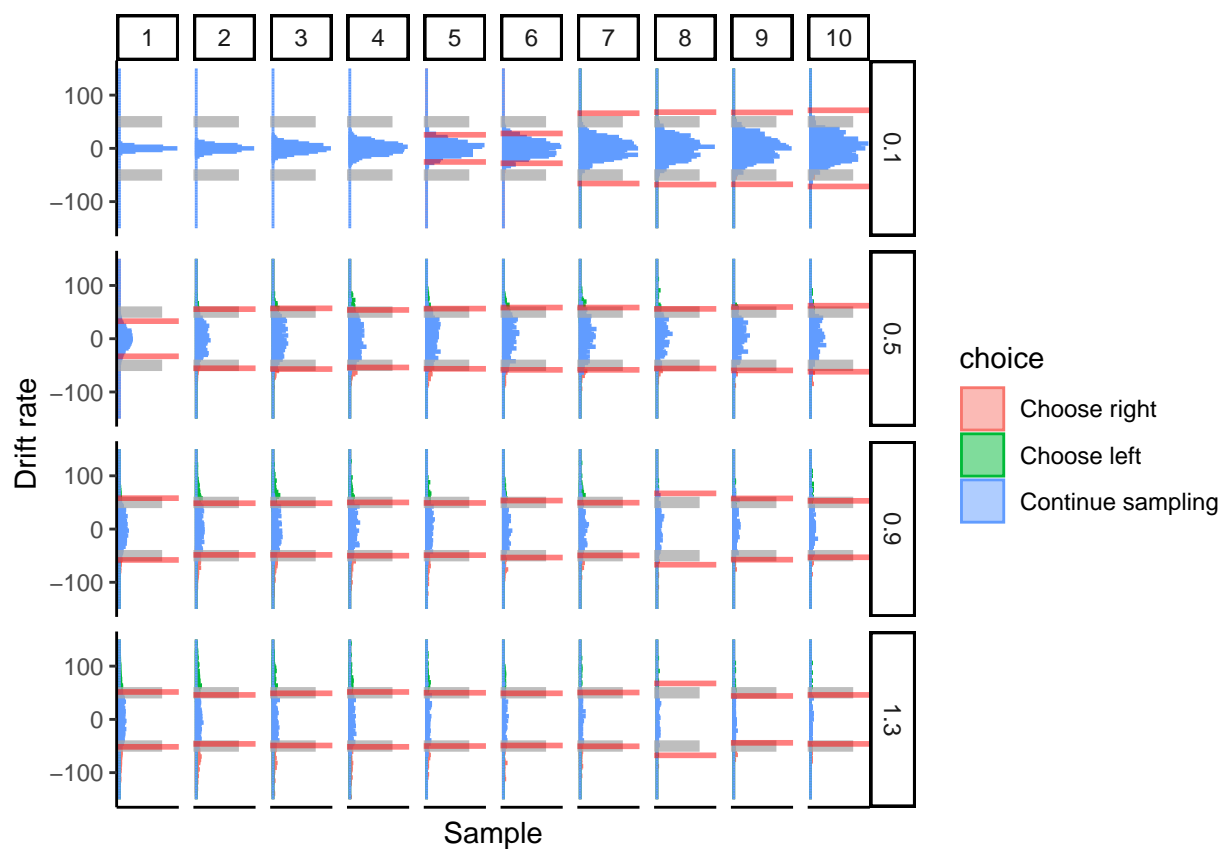 1 2 3 4 5 6 7 8 9 10
100
0
−100
0.1
100
0
−100
0.5
100
0
−100
0.9
100
0
−100
1.3
Drift rate
Sample
choice
Choose right
Choose left
Continue sampling